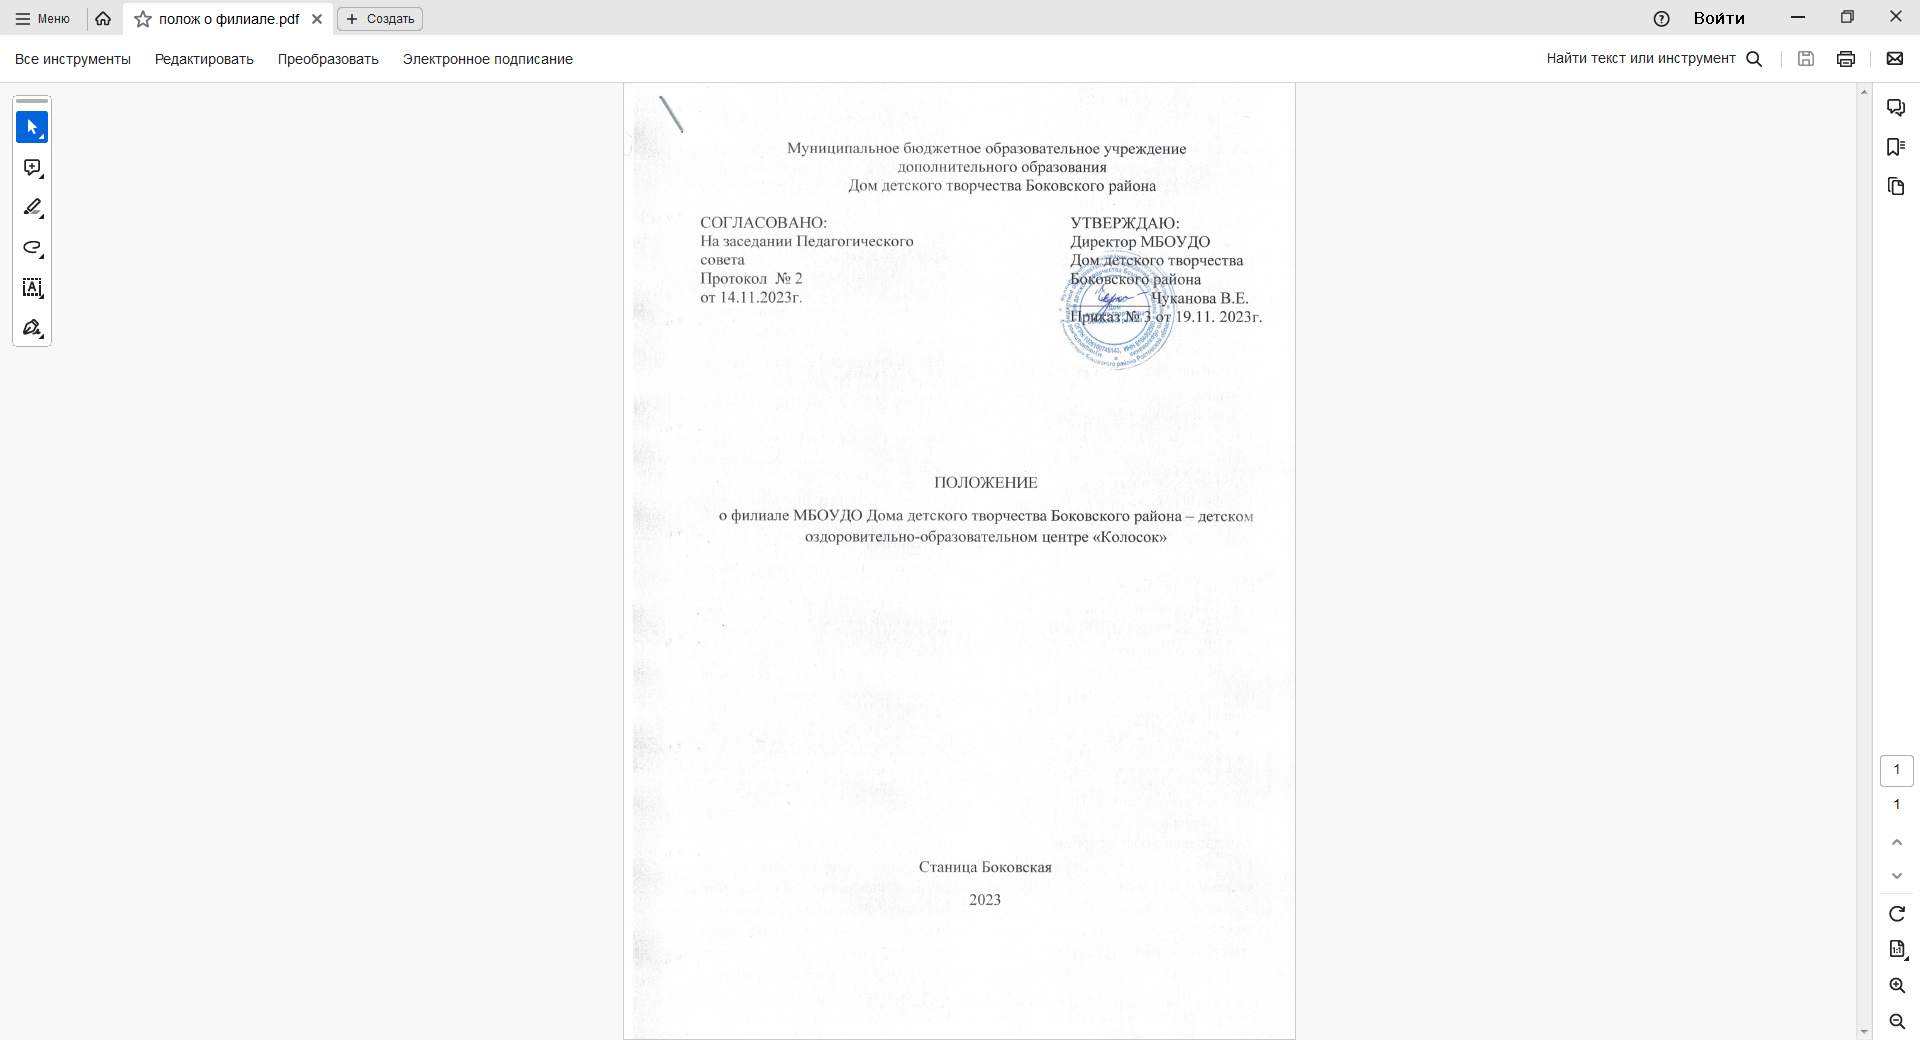 Меню
полож о филиале.pdf
Создать
Войти
Все инструменты
Редактировать
Преобразовать
Электронное подписание
Найти текст или инструмент
Муниципальное бюджетное образовательное учреждение
дополнительного образования
Дом детского творчества Боковского района
СОГЛАСОВАНО:
На заседании Педагогического
совета
Протокол № 2
от 14.11.2023г.
УТВЕРЖДАЮ:
Директор МБОУДО
Дом детского творчества
Боковского района
Чуканова В.Е.
Приказ № 3 от 19.11. 2023г.
ПОЛОЖЕНИЕ
о филиале МБОУДО Дома детского творчества Боковского района – детском
оздоровительно-образовательном центре «Колосок»
Станица Боковская
2023
1
1